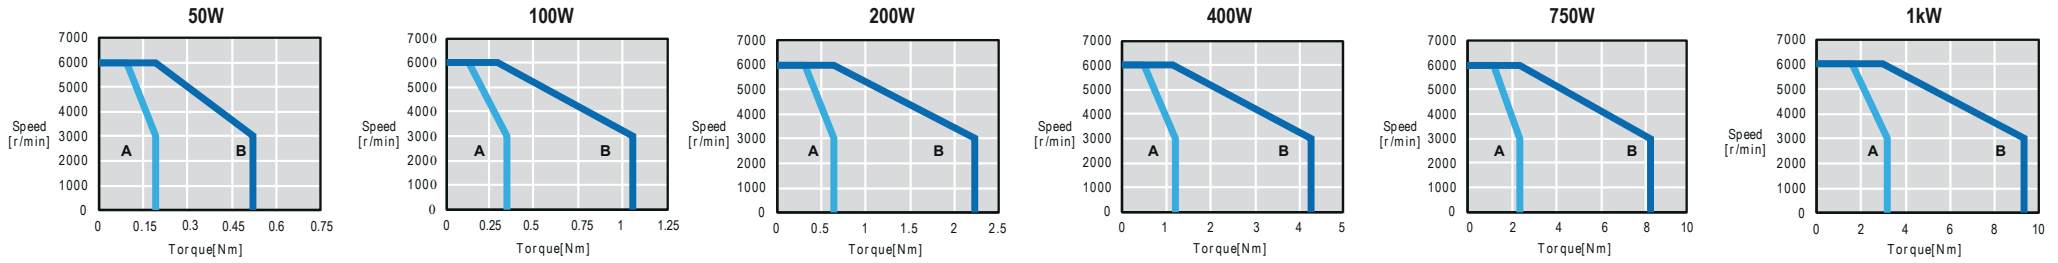 50W
7000
6000
5000
4000
Speed
[r/min]
3000
2000
1000
0
A
B
0 0.15 0.3 0.45 0.6 0.75
Torque[Nm]
100W
7000
6000
5000
4000
Speed
[r/min]
3000
2000
1000
0
A
B
0 0.25 0.5 0.75 1 1.25
Torque[Nm]
200W
7000
6000
5000
4000
Speed
[r/min]
3000
2000
1000
0
A
B
0 0.5 1 1.5 2 2.5
Torque[Nm]
400W
7000
6000
5000
4000
Speed
[r/min]
3000
2000
1000
0
A
B
0 1 2 3 4 5
Torque[Nm]
750W
7000
6000
5000
4000
Speed
[r/min]
3000
2000
1000
0
A
B
0 2 4 6 8 10
Torque[Nm]
1kW
7000
6000
5000
4000
Speed
[r/min]
3000
2000
1000
0
A
B
0 2 4 6 8 10
Torque[Nm]